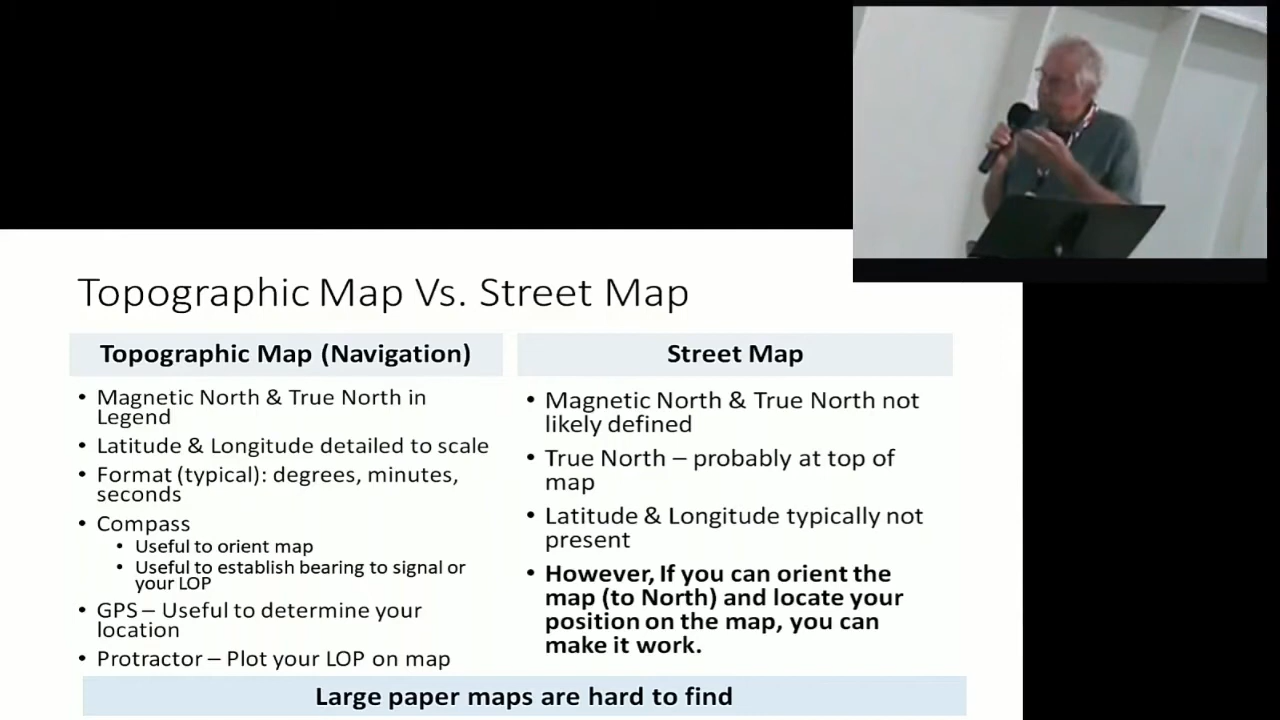 Topographic Map Vs. Street Map
Topographic Map (Navigation)
• Magnetic North & True North in
Legend
• Latitude & Longitude detailed to scale
• Format (typical): degrees, minutes,
seconds
• Compass
• Useful to orient map
• Useful to establish bearing to signal or
your LOP
• GPS – Useful to determine your
location
• Protractor – Plot your LOP on map
Street Map
• Magnetic North & True North not
likely defined
• True North – probably at top of
map
• Latitude & Longitude typically not
present
• However, If you can orient the
map (to North) and locate your
position on the map, you can
make it work.
Large paper maps are hard to find